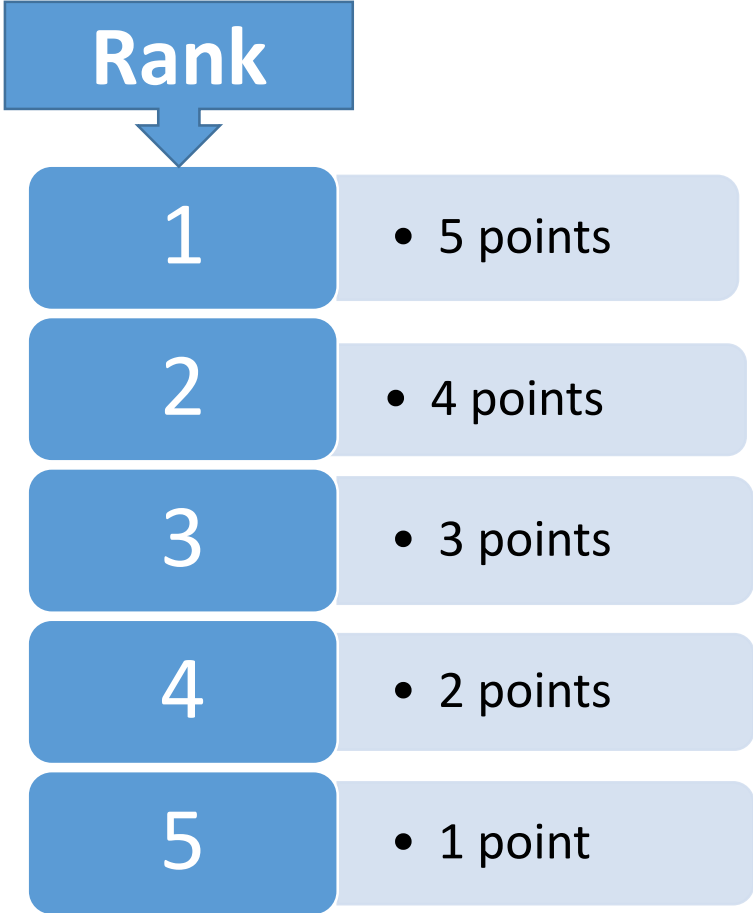 Rank
1
• 5 points
2
• 4 points
3
• 3 points
4
• 2 points
5
• 1 point